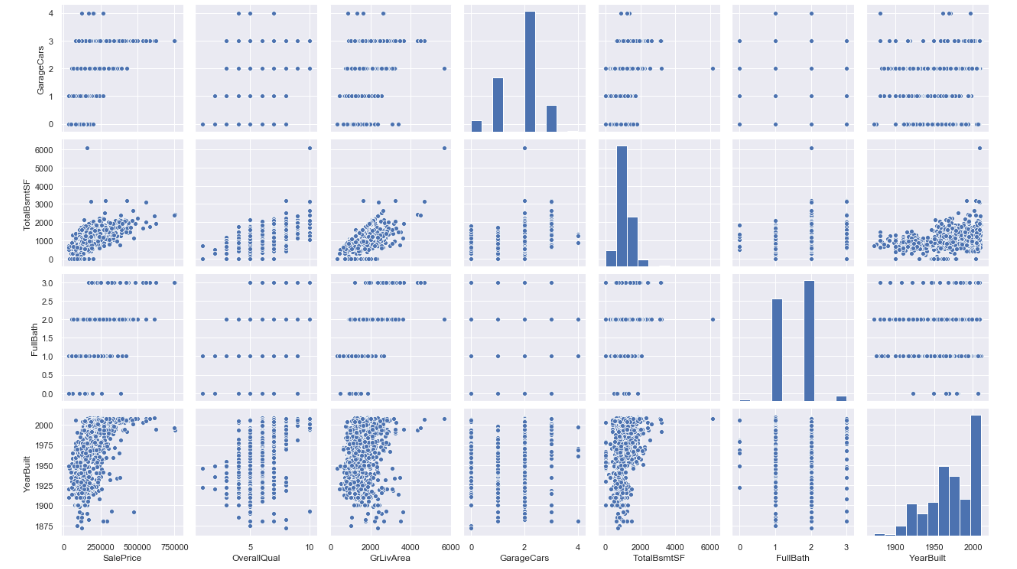 4
3
2
1
0
GarageCars
6000
5000
4000
3000
2000
1000
0
TotalBsmtSF
3.0
2.5
2.0
1.5
1.0
0.5
0.0
FullBath
2000
1975
1950
1925
1900
1875
YearBuilt
0 250000 500000 750000
SalePrice
5 10
OverallQual
0 2000 4000 6000
GrLivArea
0 2 4
GarageCars
0 2000 4000 6000
TotalBsmtSF
0 1 2 3
FullBath
1900 1950 2000
YearBuilt